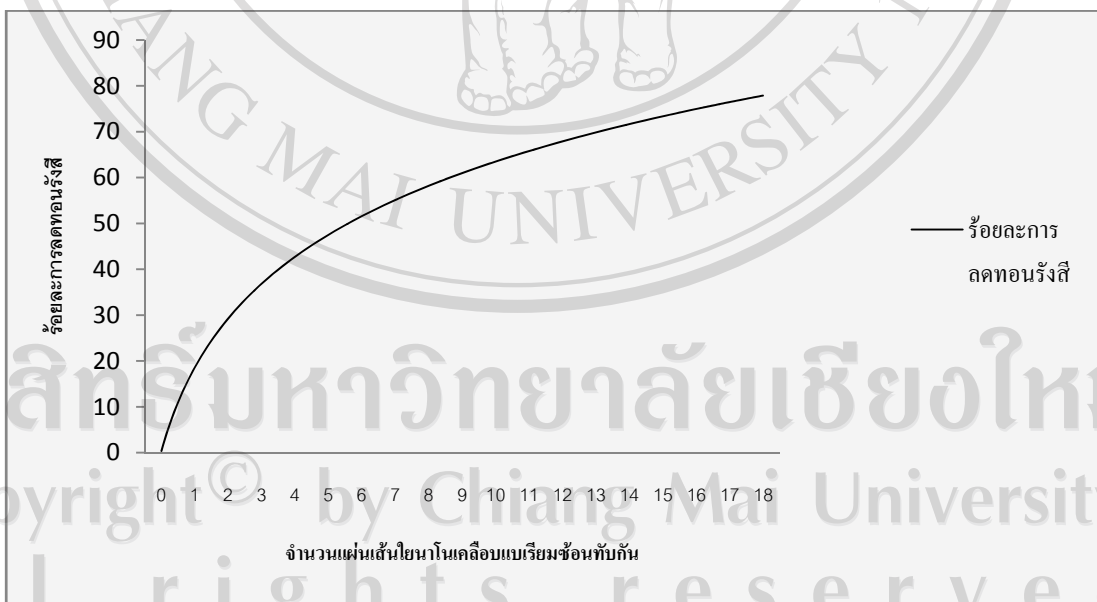 ANG MAI UNIVERSITY
90
80
70
60
50
40
30
20
10
0
ร้อยละการลดทอนรังสี
0 1 2 3 4 5 6 7 8 9 10 11 12 13 14 15 16 17 18
จำนวนแผ่นเส้นใยนาโนเคลือบแบเรียมซ้อนทับกัน
ร้อยละการ
ลดทอนรังสี
สิทธิ์มหาวิทยาลัยเชียงให
pyright © by Chiang Mai Universit
l rights reserve